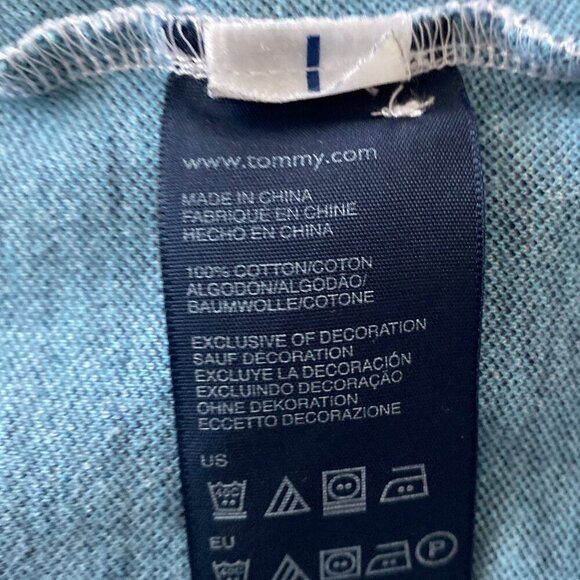 www.tommy.com
MADE IN CHINA
FABRIQUÉ EN CHINE
HECHO EN CHINA
100% COTTON/COTON
ALGODON/ALGODÃO/
BAUMWOLLE/COTONE
EXCLUSIVE OF DECORATION
SAUF DÉCORATION
EXCLUYE LA DECORACIÓN
EXCLUINDO DECORAÇÃO
OHNE DEKORATION
ECCETTO DECORAZIONE
US
EU
P